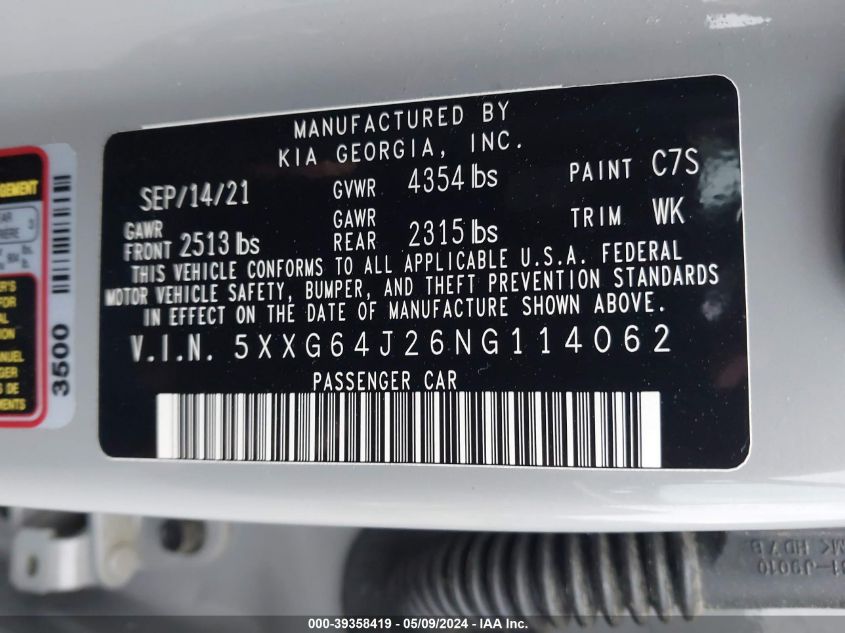 MANUFACTURED BY
KIA GEORGIA, INC.
SEP/14/21 GVWR 4354 lbs PAINT C7S
GAWR FRONT 2513 lbs GAWR REAR 2315 lbs TRIM WK
THIS VEHICLE CONFORMS TO ALL APPLICABLE U.S.A. FEDERAL
MOTOR VEHICLE SAFETY, BUMPER, AND THEFT PREVENTION STANDARDS
IN EFFECT ON THE DATE OF MANUFACTURE SHOWN ABOVE.
V.I.N. 5XXG64J26NG114062
PASSENGER CAR
3500
000-39358419 - 05/09/2024 - IAA Inc.